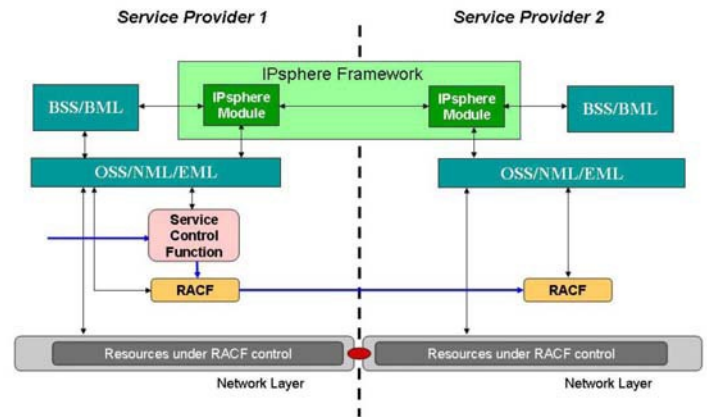 Service Provider 1
Service Provider 2
IPsphere Framework
BSS/BML
IPsphere
Module
IPsphere
Module
BSS/BML
OSS/NML/EML
OSS/NML/EML
Service
Control
Function
RACF
RACF
Resources under RACF control
Resources under RACF control
Network Layer
Network Layer